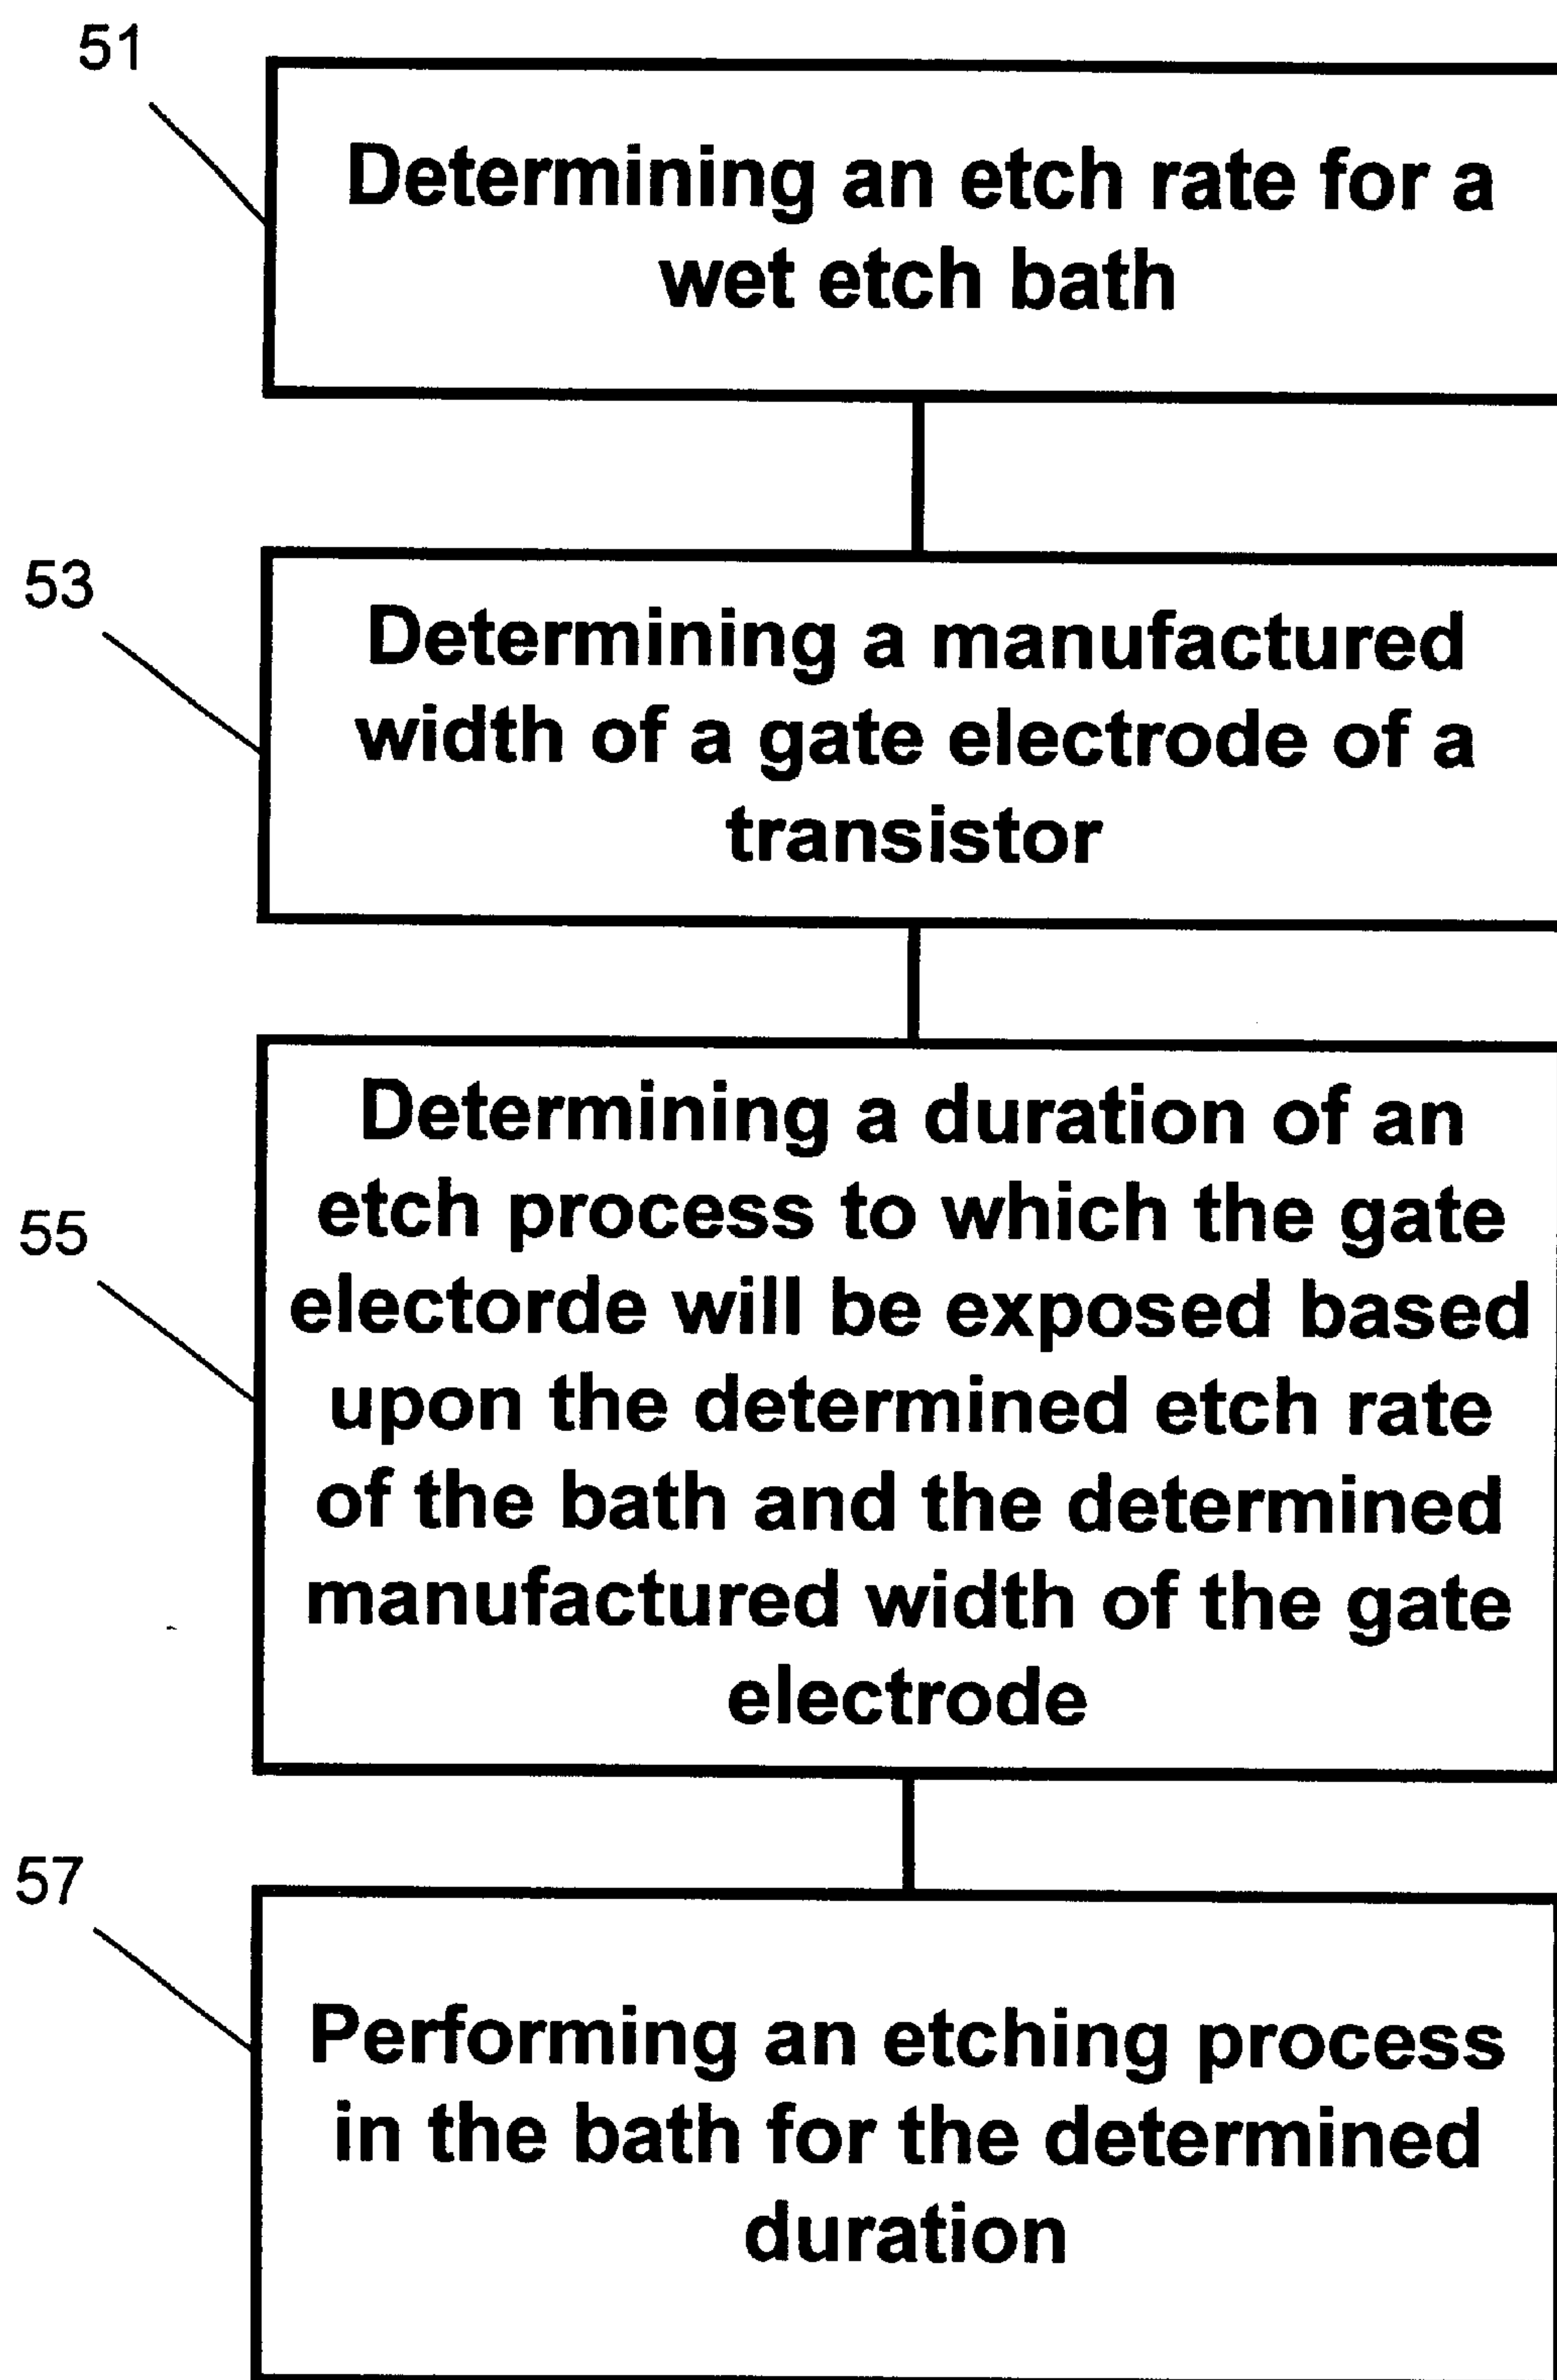 51
Determining an etch rate for a
wet etch bath
53
Determining a manufactured
width of a gate electrode of a
transistor
55
Determining a duration of an
etch process to which the gate
electorde will be exposed based
upon the determined etch rate
of the bath and the determined
manufactured width of the gate
electrode
57
Performing an etching process
in the bath for the determined
duration